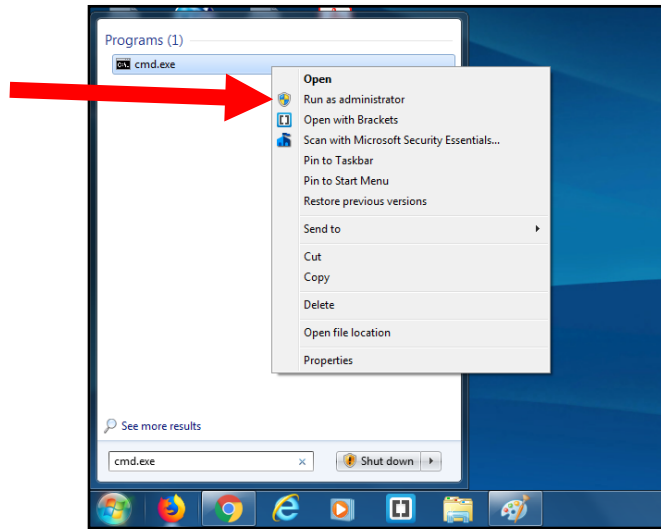 Programs (1)
cmd.exe
Open
Run as administrator
Open with Brackets
Scan with Microsoft Security Essentials...
Pin to Taskbar
Pin to Start Menu
Restore previous versions
Send to
Cut
Copy
Delete
Open file location
Properties
See more results
cmd.exe
Shut down